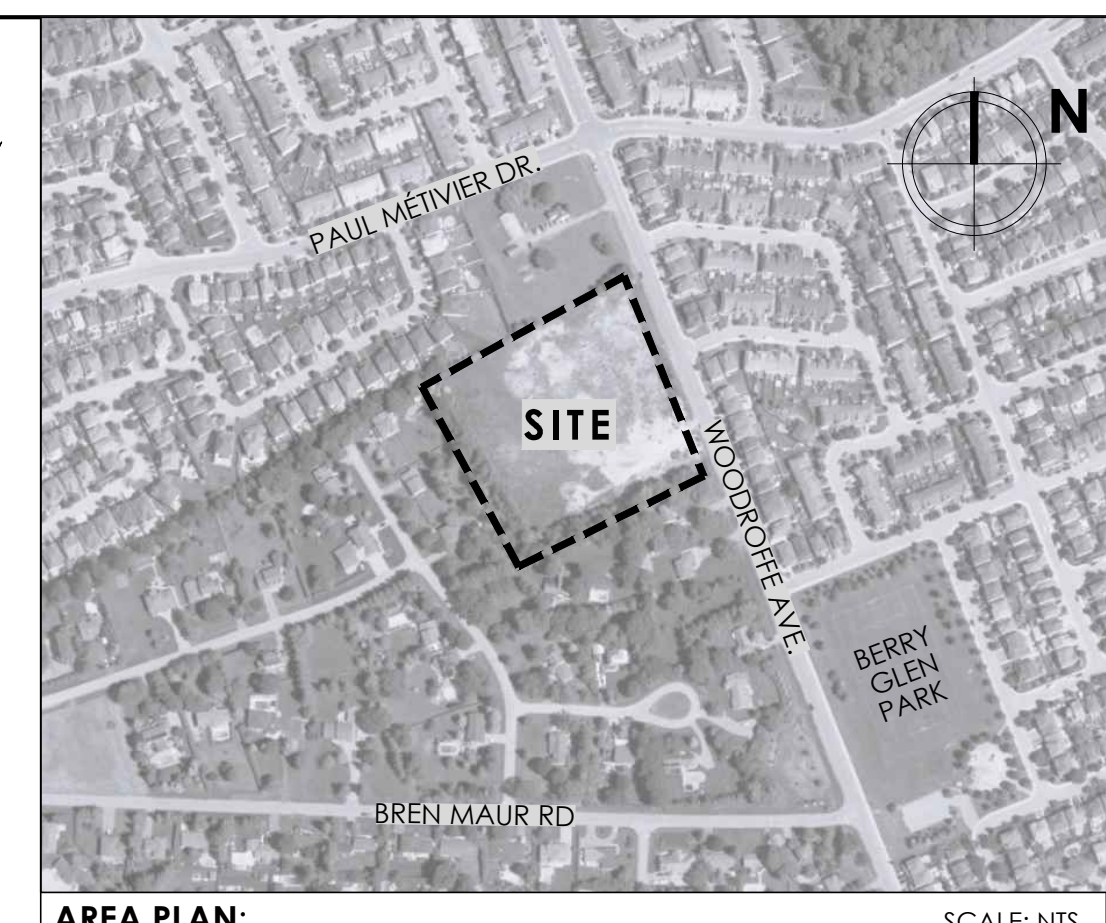 N
PAUL MÉTIVIER DR.
SITE
WOODROFFE AVE.
BERRY
GLEN
PARK
BREN MAUR RD
AREA PLAN:
SCALE: NTS